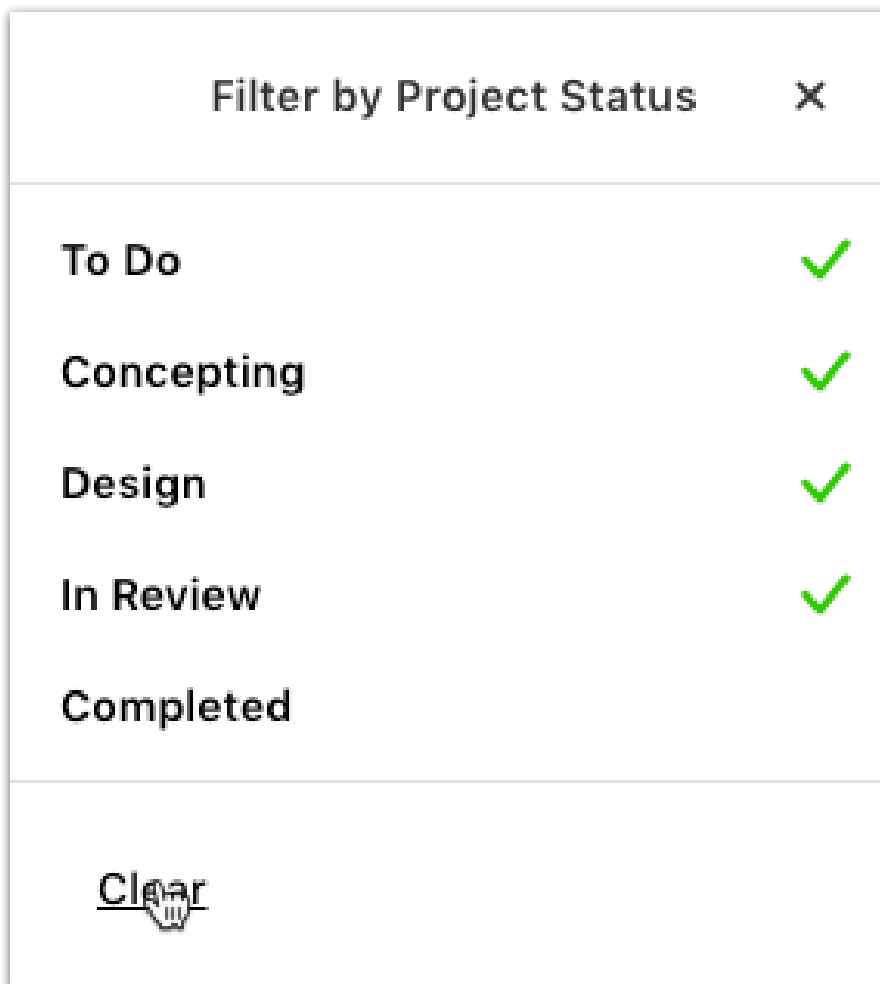 Filter by Project Status
To Do
Concepting
Design
In Review
Completed
Clear